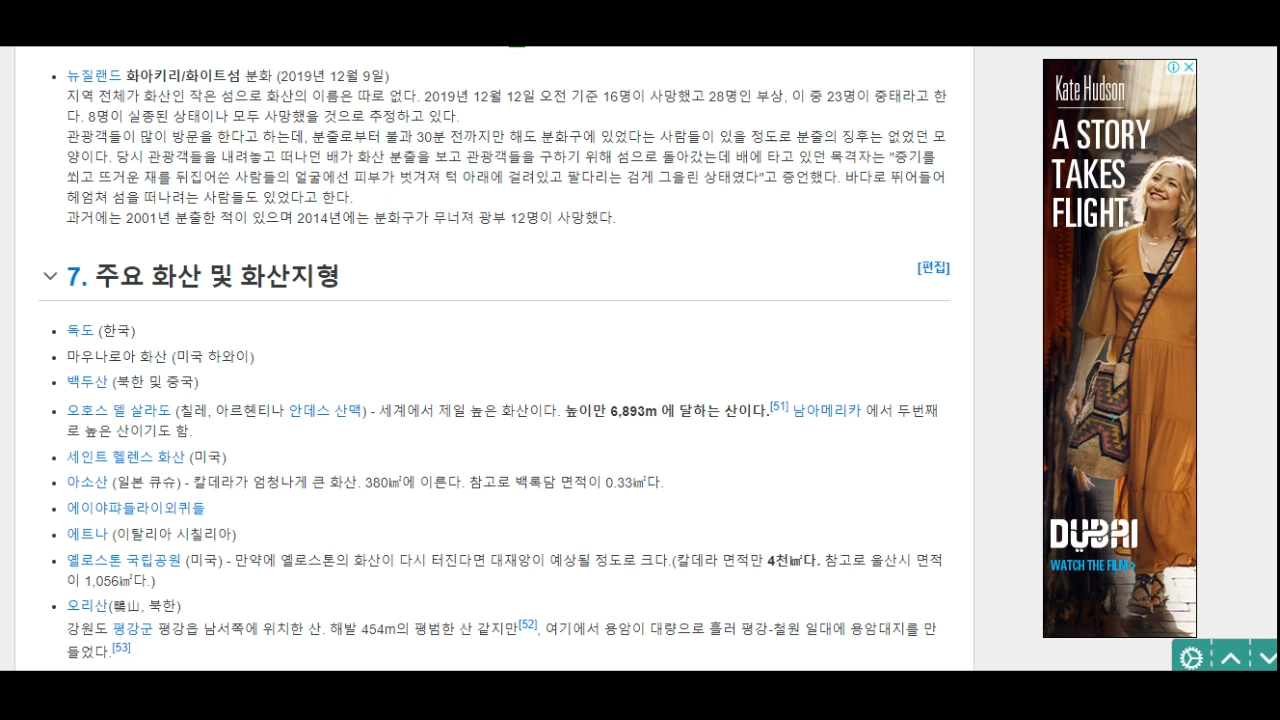 뉴질랜드 화아키리/화이트섬 분화 (2019년 12월 9일)
지역 전체가 화산인 작은 섬으로 화산의 이름은 따로 없다. 2019년 12월 12일 오전 기준 16명이 사망했고 28명인 부상, 이 중 23명이 중태라고 한
다. 8명이 실종된 상태이나 모두 사망했을 것으로 추정하고 있다.
관광객들이 많이 방문을 한다고 하는데, 분출로부터 불과 30분 전까지만 해도 분화구에 있었다는 사람들이 있을 정도로 분출의 징후는 없었던 모
양이다. 당시 관광객들을 내려놓고 떠나던 배가 화산 분출을 보고 관광객들을 구하기 위해 섬으로 돌아갔는데 배에 타고 있던 목격자는 "증기를
쐬고 뜨거운 재를 뒤집어쓴 사람들의 얼굴에선 피부가 벗겨져 턱 아래에 걸려있고 팔다리는 검게 그을린 상태였다"고 증언했다. 바다로 뛰어들어
헤엄쳐 섬을 떠나려는 사람들도 있었다고 한다.
과거에는 2001년 분출한 적이 있으며 2014년에는 분화구가 무너져 광부 12명이 사망했다.
7. 주요 화산 및 화산지형
[편집]
독도 (한국)
마우나로아 화산 (미국 하와이)
백두산 (북한 및 중국)
오호스 델 살라도 (칠레, 아르헨티나 안데스 산맥) - 세계에서 제일 높은 화산이다. 높이만 6,893m 에 달하는 산이다.[51] 남아메리카 에서 두번째
로 높은 산이기도 함.
세인트 헬렌스 화산 (미국)
아소산 (일본 큐슈) - 칼데라가 엄청나게 큰 화산. 380㎢에 이른다. 참고로 백록담 면적이 0.33㎢다.
에이야퍄들라이외퀴들
에트나 (이탈리아 시칠리아)
옐로스톤 국립공원 (미국) - 만약에 옐로스톤의 화산이 다시 터진다면 대재앙이 예상될 정도로 크다.(칼데라 면적만 4천㎢다. 참고로 울산시 면적
이 1,056㎢다.)
오리산(鴨山, 북한)
강원도 평강군 평강읍 남서쪽에 위치한 산. 해발 454m의 평범한 산 같지만[52], 여기에서 용암이 대량으로 흘러 평강-철원 일대에 용암대지를 만
들었다.[53]
Kate Hudson
A STORY
TAKES
FLIGHT.
DUBAI
WATCH THE FILM >